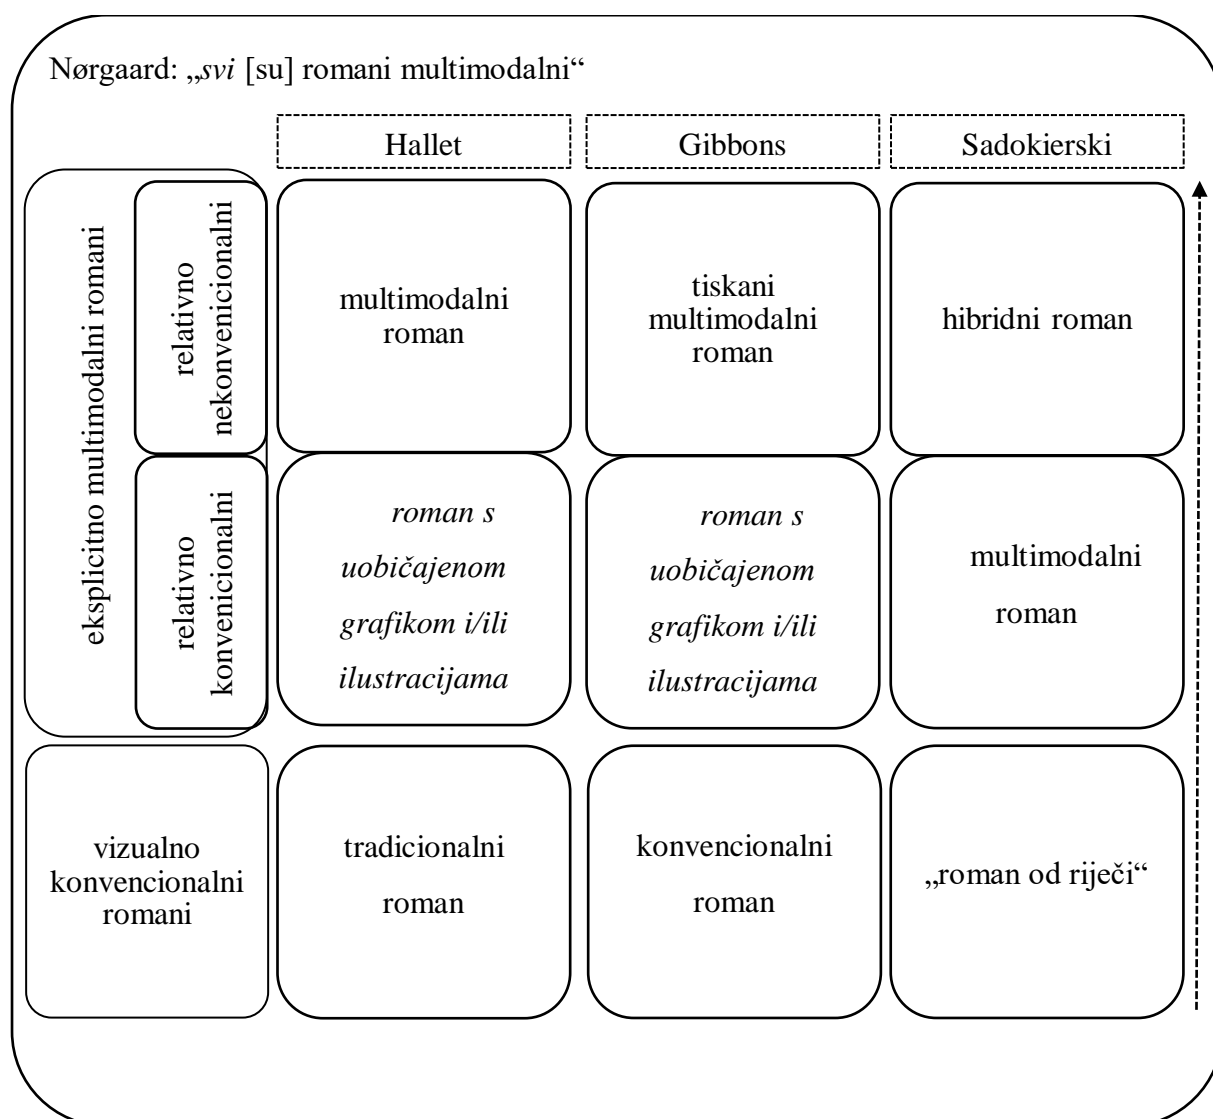 Nørgaard: „svi [su] romani multimodalni“
Hallet
Gibbons
Sadokierski
eksplicitno multimodalni romani
relativno
nekonvenicionalni
multimodalni
roman
tiskani
multimodalni
roman
hibridni roman
relativno
konvenicionalni
roman s
uobičajenom
grafikom i/ili
ilustracijama
roman s
uobičajenom
grafikom i/ili
ilustracijama
multimodalni
roman
vizualno
konvencionalni
romani
tradicionalni
roman
konvencionalni
roman
„roman od riječi“